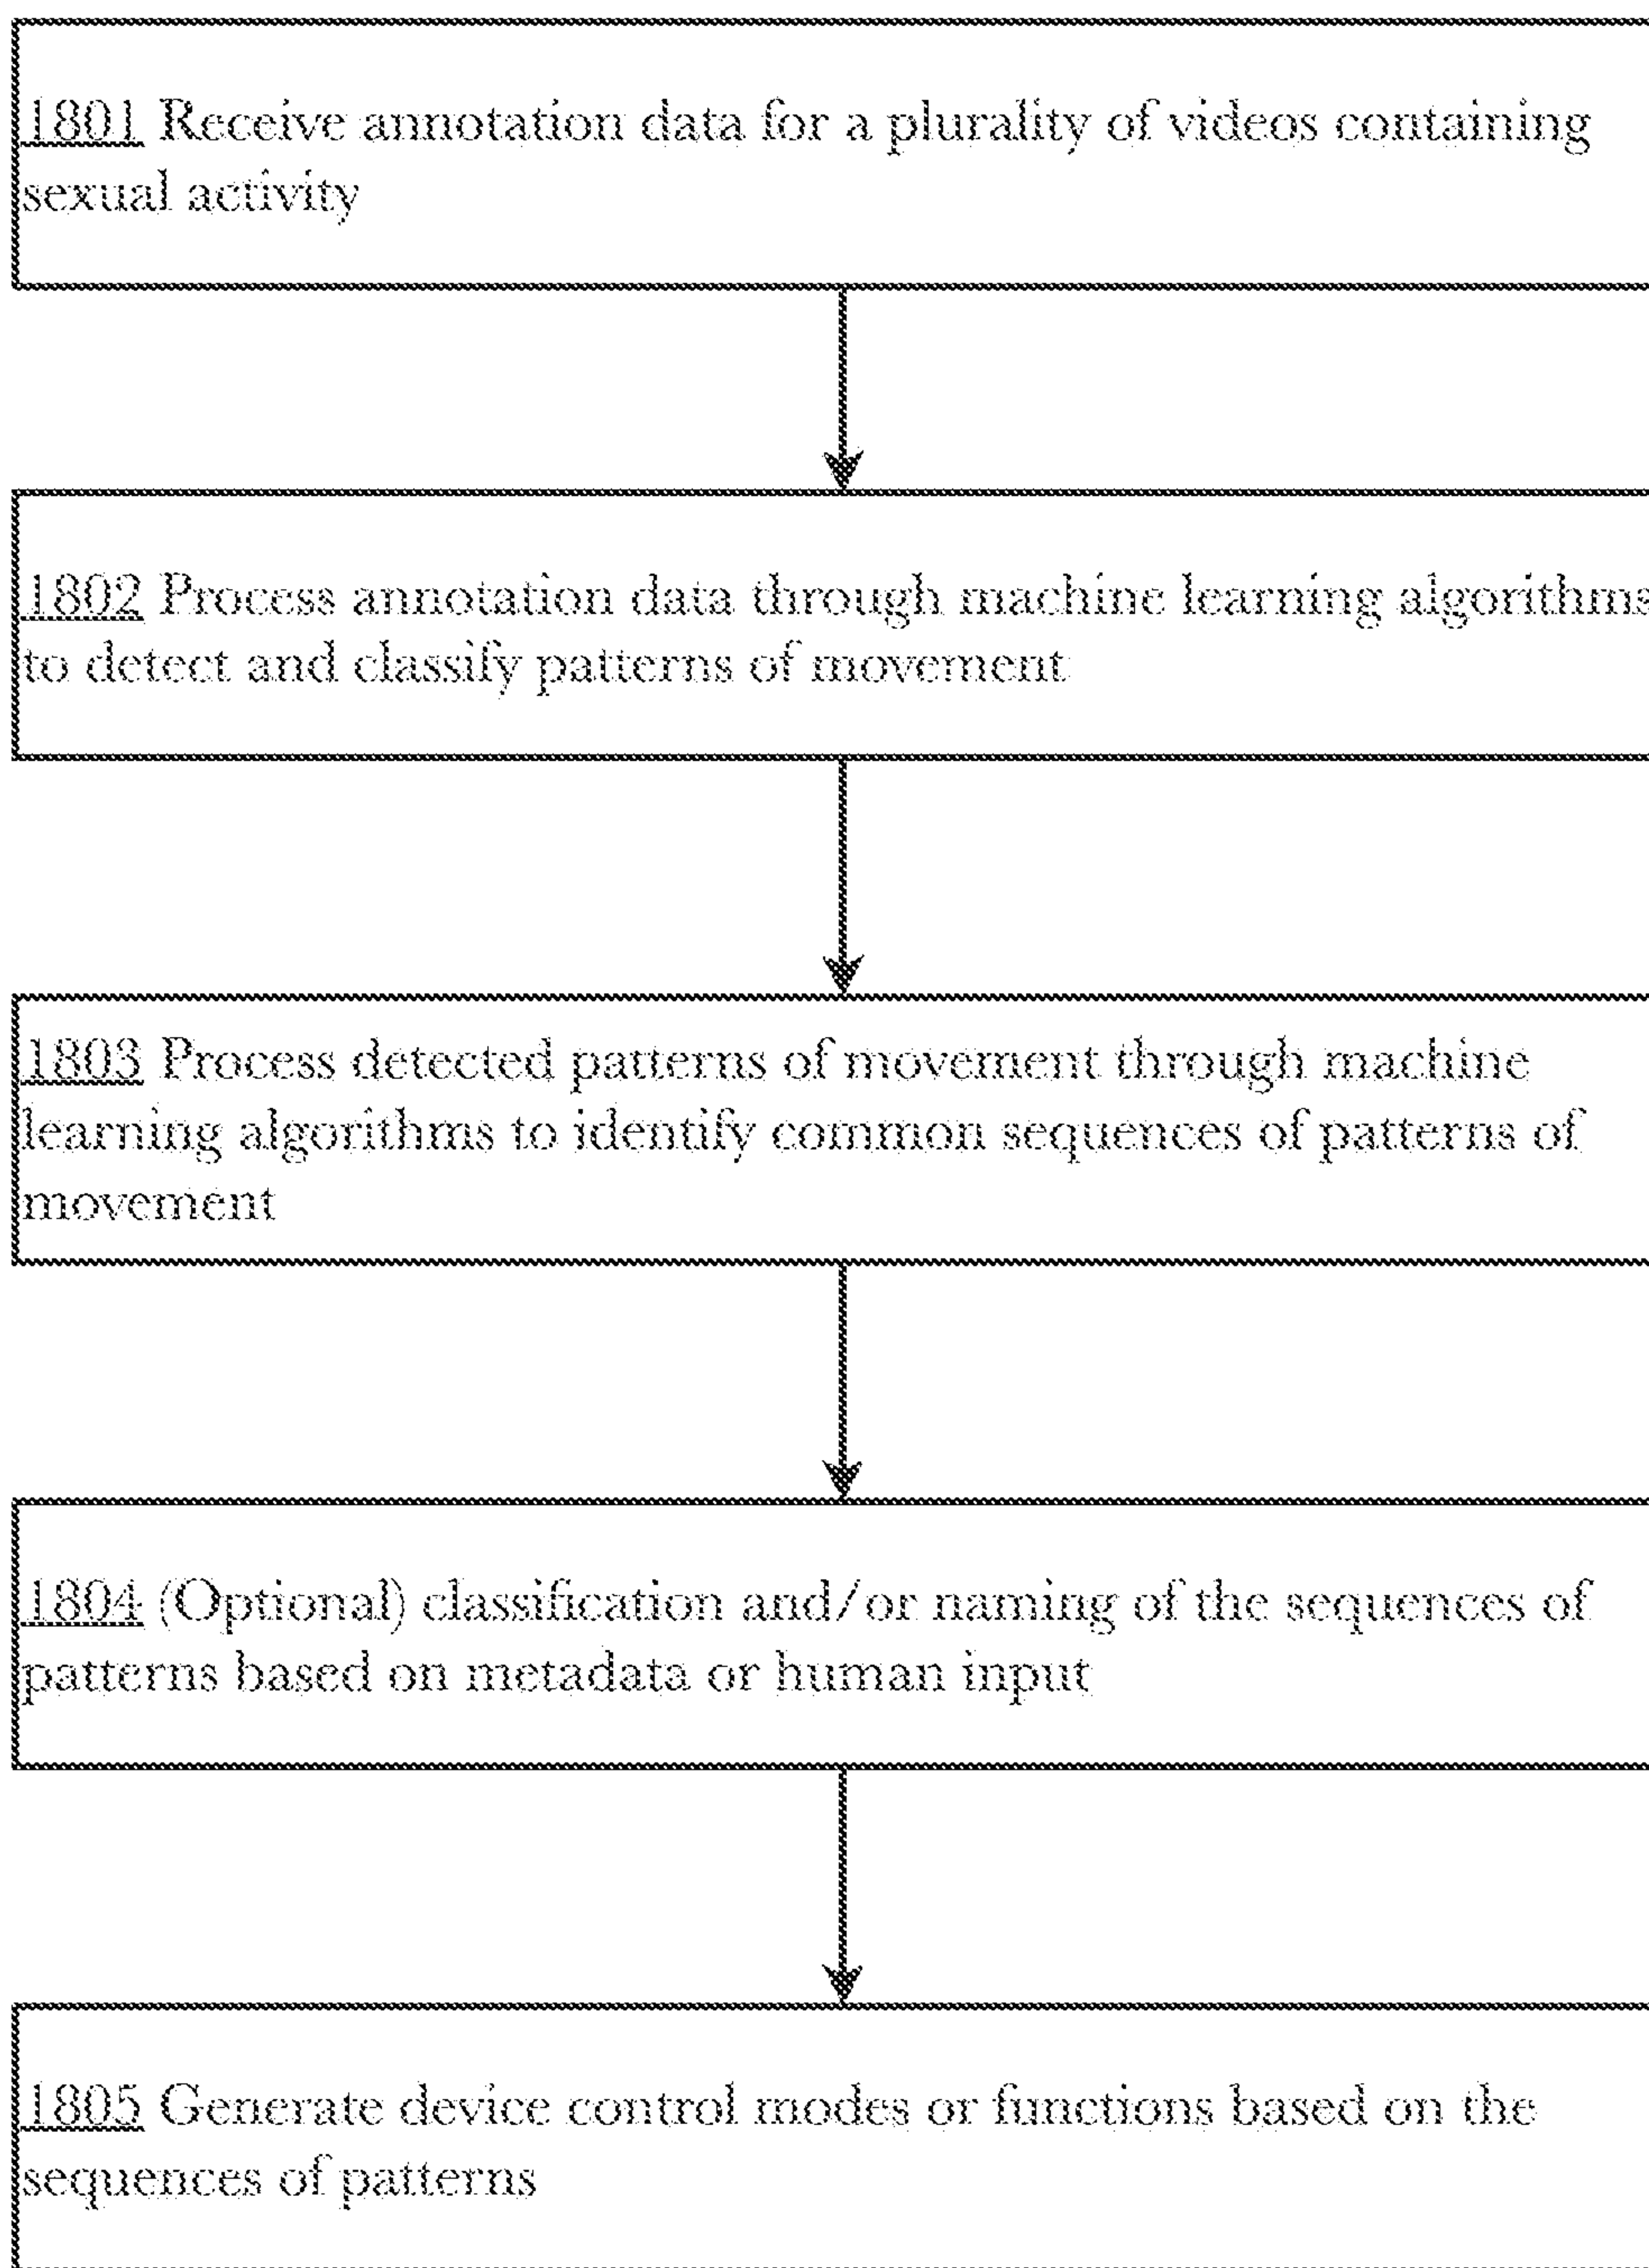 1801 Receive annotation data for a plurality of videos containing
sexual activity
1802 Process annotation data through machine learning algorithms
to detect and classify patterns of movement
1803 Process detected patterns of movement through machine
learning algorithms to identify common sequences of patterns of
movement
1804 (Optional) classification and/or naming of the sequences of
patterns based on metadata or human input
1805 Generate device control modes or functions based on the
sequences of patterns